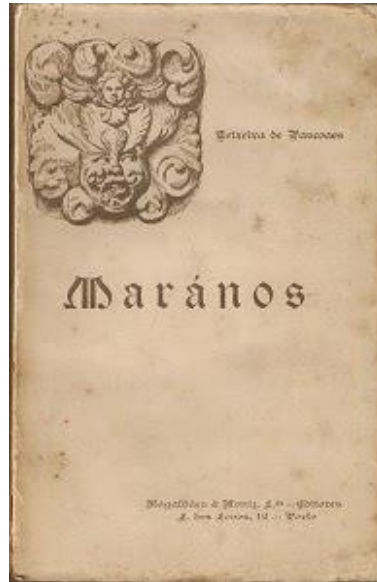 Teixeira de Pascoaes
Marános
Magalhães & Moniz, L.da — Editores
L. dos Loyos, 12 — Porto